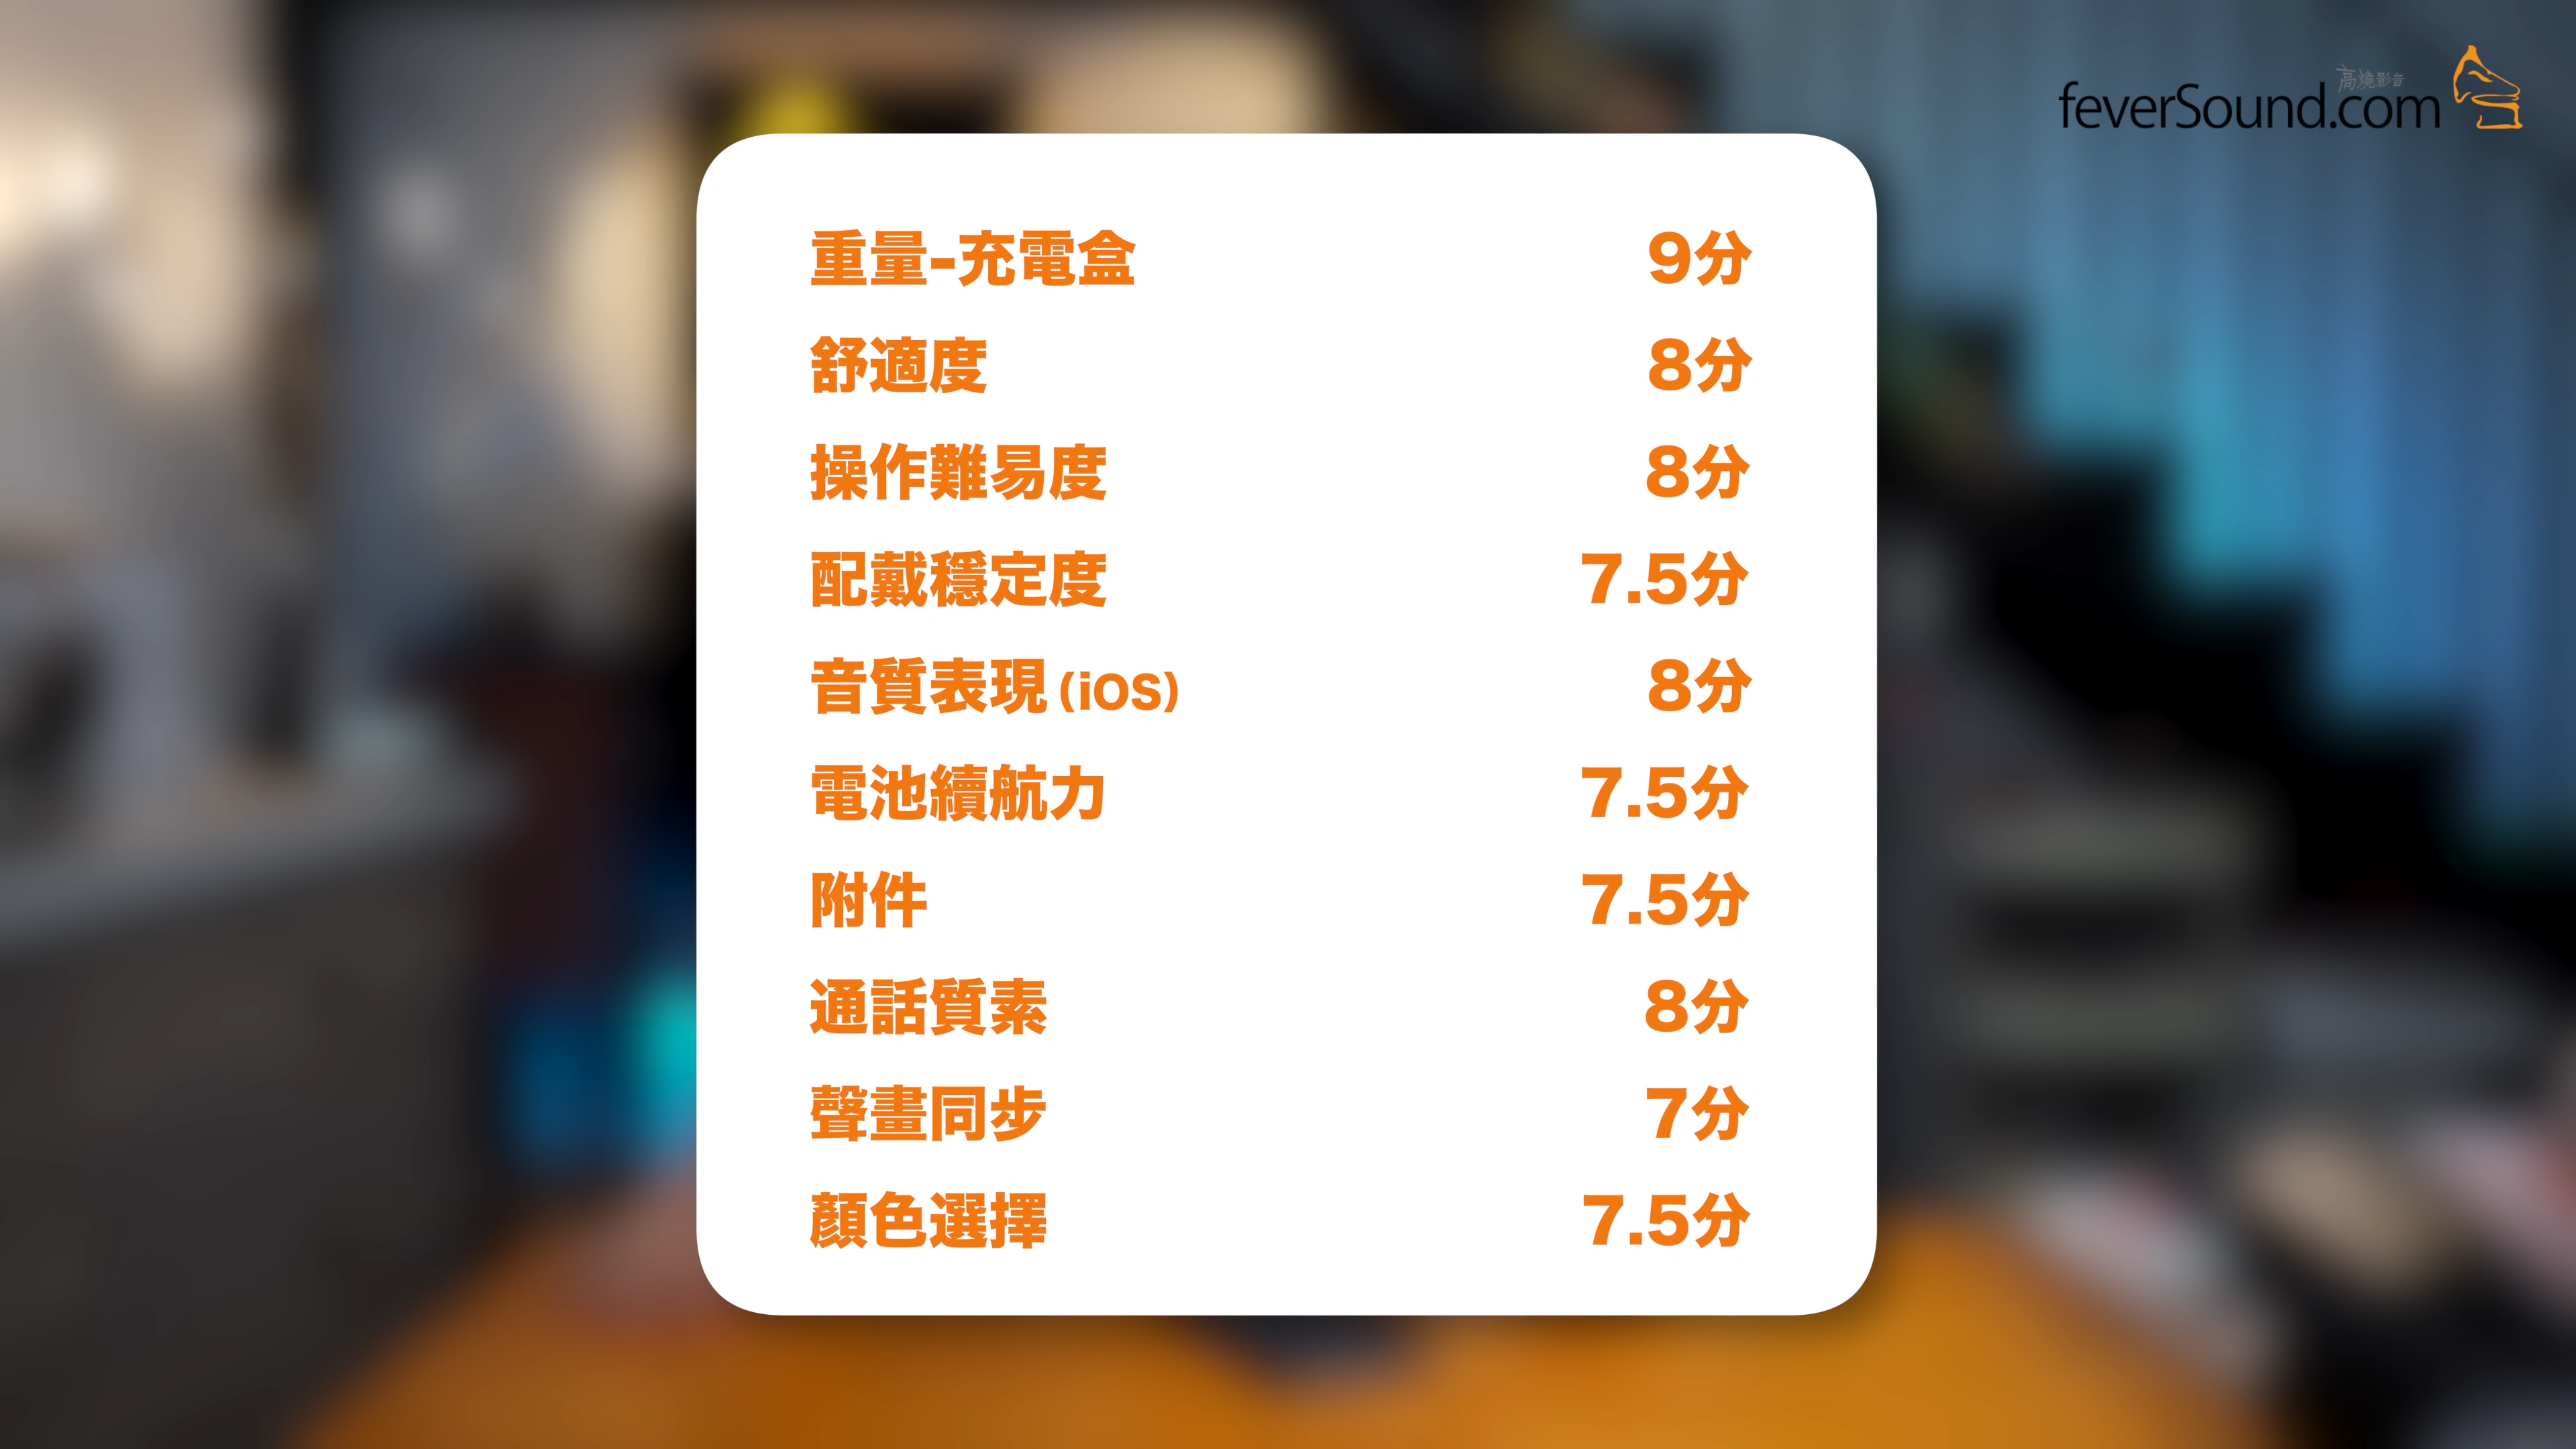 高燒影音
feverSound.com
重量-充電盒 9分
舒適度 8分
操作難易度 8分
配戴穩定度 7.5分
音質表現 (iOS) 8分
電池續航力 7.5分
附件 7.5分
通話質素 8分
聲畫同步 7分
顏色選擇 7.5分